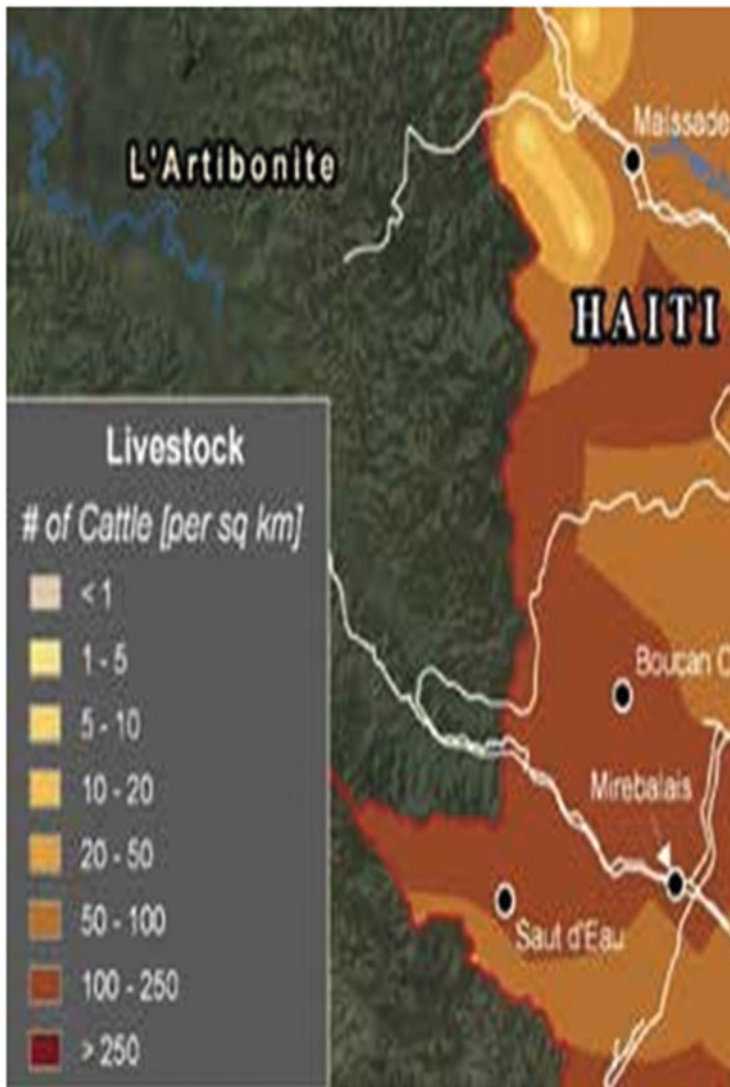 Maissade
L'Artibonite
HAITI
Livestock
# of Cattle [per sq km]
< 1
1 - 5
5 - 10
10 - 20
20 - 50
50 - 100
100 - 250
> 250
Boucan C
Mirebalais
Saut d'Eau